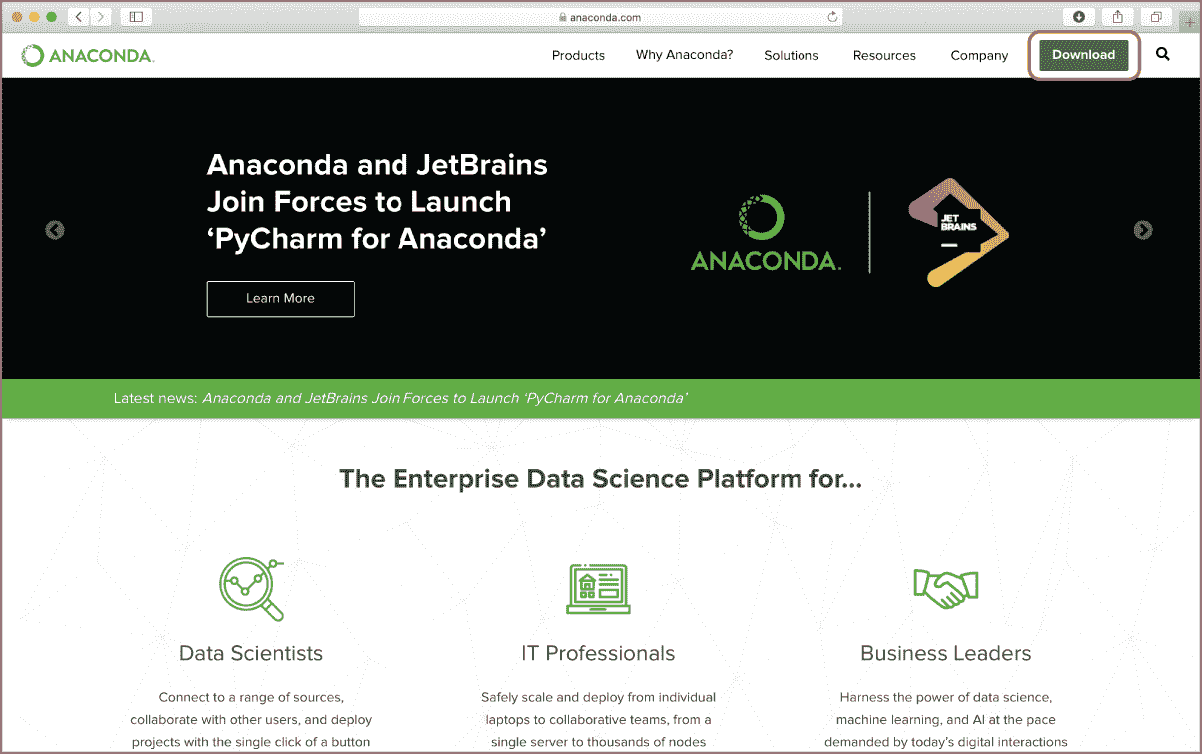 anaconda.com
ANACONDA.
Products
Why Anaconda?
Solutions
Resources
Company
Download
Anaconda and JetBrains
Join Forces to Launch
‘PyCharm for Anaconda’
Learn More
ANACONDA.
JET
BRAINS
Latest news: Anaconda and JetBrains Join Forces to Launch ‘PyCharm for Anaconda’
The Enterprise Data Science Platform for...
Data Scientists
Connect to a range of sources,
collaborate with other users, and deploy
projects with the single click of a button
IT Professionals
Safely scale and deploy from individual
laptops to collaborative teams, from a
single server to thousands of nodes
Business Leaders
Harness the power of data science,
machine learning, and AI at the pace
demanded by today’s digital interactions